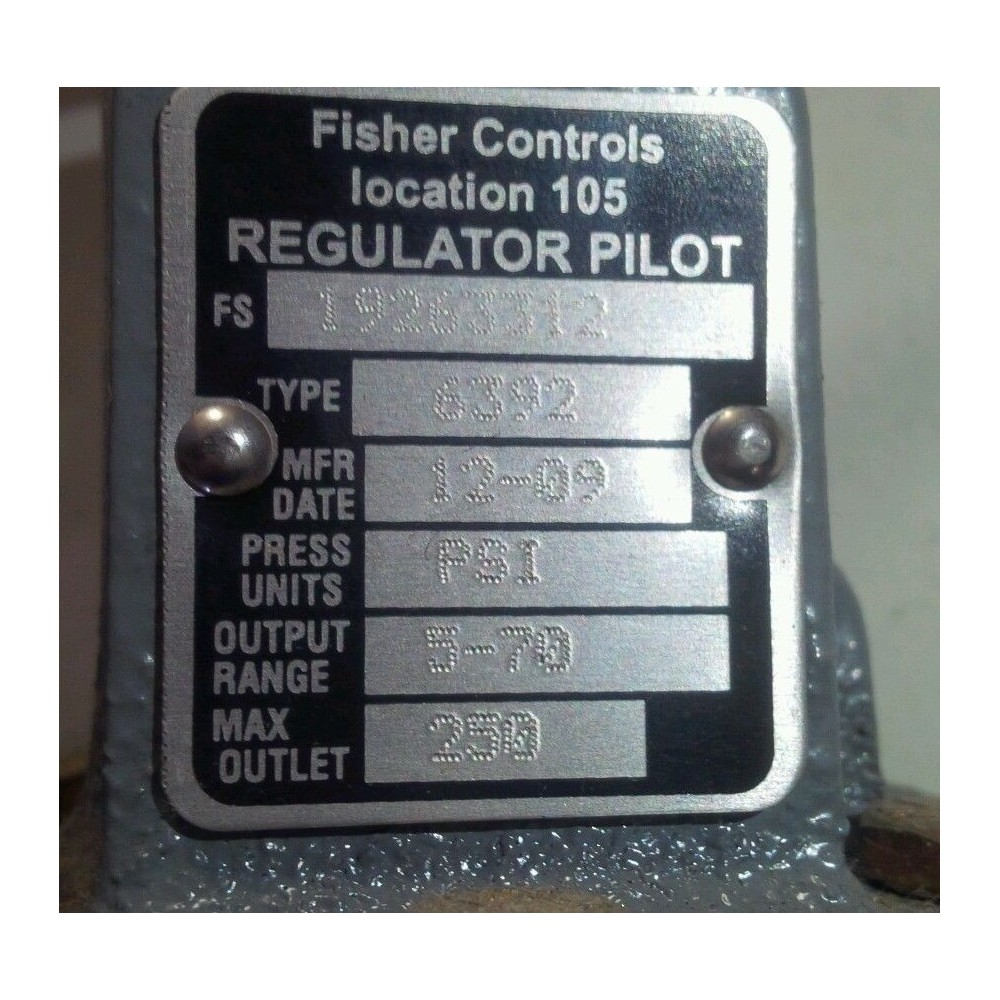 Fisher Controls
location 105
REGULATOR PILOT
FS 19263312
TYPE 6392
MFR DATE 12-09
PRESS UNITS PSI
OUTPUT RANGE 5-70
MAX OUTLET 250